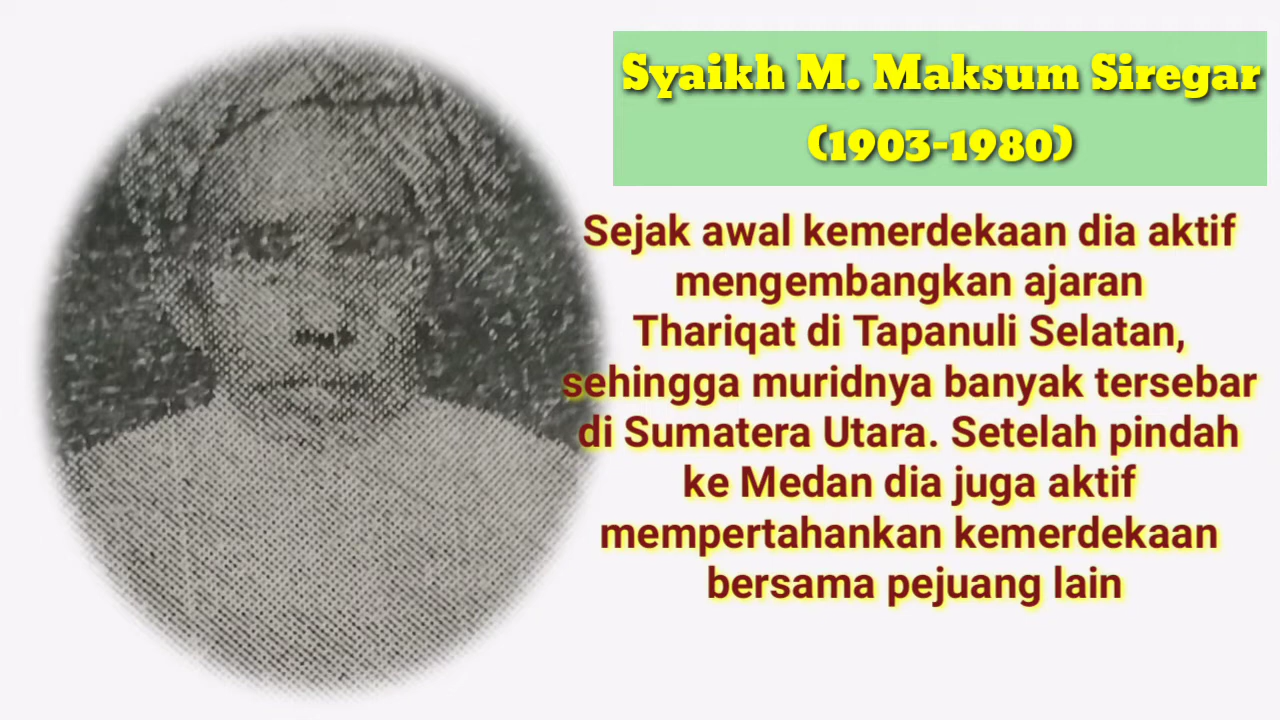 Syaikh M. Maksum Siregar
(1903-1980)
Sejak awal kemerdekaan dia aktif
mengembangkan ajaran
Thariqat di Tapanuli Selatan,
sehingga muridnya banyak tersebar
di Sumatera Utara. Setelah pindah
ke Medan dia juga aktif
mempertahankan kemerdekaan
bersama pejuang lain